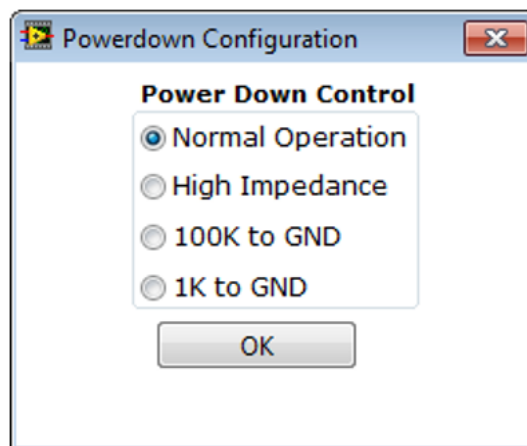 Powerdown Configuration
Power Down Control
Normal Operation
High Impedance
100K to GND
1K to GND
OK